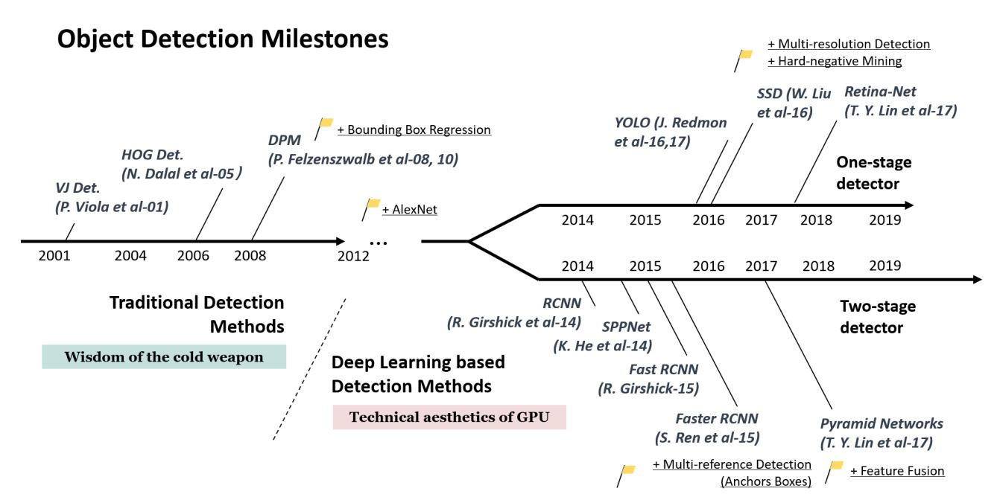 Object Detection Milestones
+ Multi-resolution Detection
+ Hard-negative Mining
SSD (W. Liu
et al-16)
Retina-Net
(T. Y. Lin et al-17)
YOLO (J. Redmon
et al-16,17)
+ Bounding Box Regression
DPM
(P. Felzenszwalb et al-08, 10)
HOG Det.
(N. Dalal et al-05)
VJ Det.
(P. Viola et al-01)
+ AlexNet
...
One-stage
detector
2014 2015 2016 2017 2018 2019
2001 2004 2006 2008 2012
2014 2015 2016 2017 2018 2019
Traditional Detection
Methods
Wisdom of the cold weapon
Deep Learning based
Detection Methods
Technical aesthetics of GPU
RCNN
(R. Girshick et al-14)
SPPNet
(K. He et al-14)
Fast RCNN
(R. Girshick-15)
Faster RCNN
(S. Ren et al-15)
+ Multi-reference Detection
(Anchors Boxes)
Two-stage
detector
Pyramid Networks
(T. Y. Lin et al-17)
+ Feature Fusion